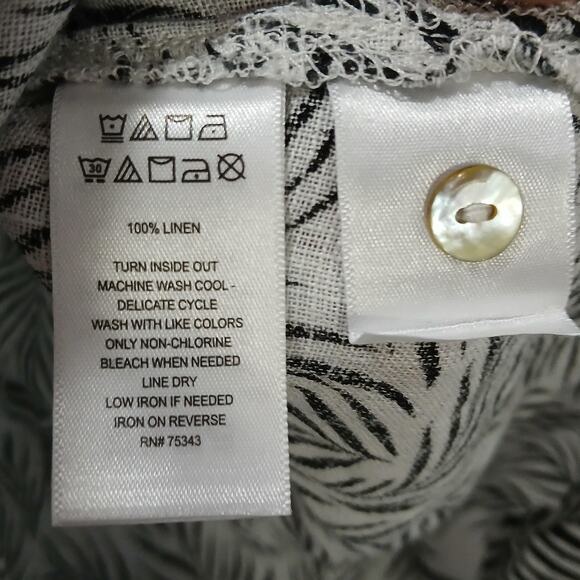 30
100% LINEN
TURN INSIDE OUT
MACHINE WASH COOL -
DELICATE CYCLE
WASH WITH LIKE COLORS
ONLY NON-CHLORINE
BLEACH WHEN NEEDED
LINE DRY
LOW IRON IF NEEDED
IRON ON REVERSE
RN# 75343